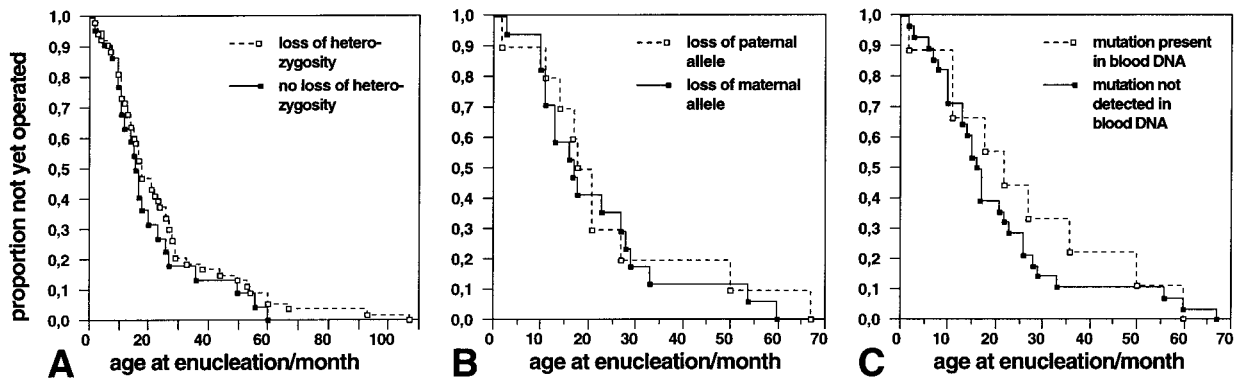 proportion not yet operated
1,0
0,9
0,8
0,7
0,6
0,5
0,4
0,3
0,2
0,1
0,0
loss of hetero-
zygosity
no loss of hetero-
zygosity
0 20 40 60 80 100
A age at enucleation/month
1,0
0,9
0,8
0,7
0,6
0,5
0,4
0,3
0,2
0,1
0,0
loss of paternal
allele
loss of maternal
allele
0 10 20 30 40 50 60 70
B age at enucleation/month
1,0
0,9
0,8
0,7
0,6
0,5
0,4
0,3
0,2
0,1
0,0
mutation present
in blood DNA
mutation not
detected in
blood DNA
0 10 20 30 40 50 60 70
C age at enucleation/month